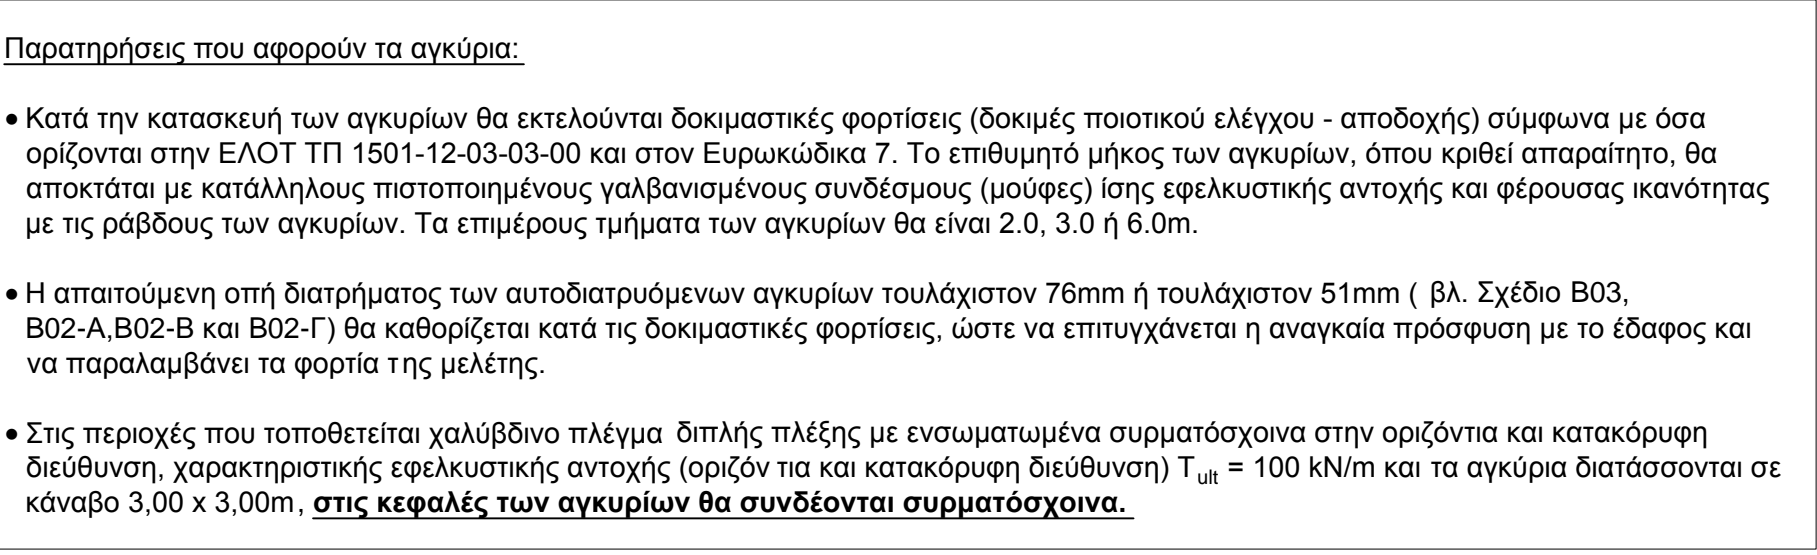 Παρατηρήσεις που αφορούν τα αγκύρια:
• Κατά την κατασκευή των αγκυρίων θα εκτελούνται δοκιμαστικές φορτίσεις (δοκιμές ποιοτικού ελέγχου - αποδοχής) σύμφωνα με όσα
ορίζονται στην ΕΛΟΤ ΤΠ 1501-12-03-03-00 και στον Ευρωκώδικα 7. Το επιθυμητό μήκος των αγκυρίων, όπου κριθεί απαραίτητο, θα
αποκτάται με κατάλληλους πιστοποιημένους γαλβανισμένους συνδέσμους (μούφες) ίσης εφελκυστικής αντοχής και φέρουσας ικανότητας
με τις ράβδους των αγκυρίων. Τα επιμέρους τμήματα των αγκυρίων θα είναι 2.0, 3.0 ή 6.0m.
• Η απαιτούμενη οπή διατρήματος των αυτοδιατρυόμενων αγκυρίων τουλάχιστον 76mm ή τουλάχιστον 51mm ( βλ. Σχέδιο Β03,
Β02-Α,Β02-Β και Β02-Γ) θα καθορίζεται κατά τις δοκιμαστικές φορτίσεις, ώστε να επιτυγχάνεται η αναγκαία πρόσφυση με το έδαφος και
να παραλαμβάνει τα φορτία της μελέτης.
• Στις περιοχές που τοποθετείται χαλύβδινο πλέγμα διπλής πλέξης με ενσωματωμένα συρματόσχοινα στην οριζόντια και κατακόρυφη
διεύθυνση, χαρακτηριστικής εφελκυστικής αντοχής (οριζόν τια και κατακόρυφη διεύθυνση) T_ult = 100 kN/m και τα αγκύρια διατάσσονται σε
κάναβο 3,00 x 3,00m, στις κεφαλές των αγκυρίων θα συνδέονται συρματόσχοινα.